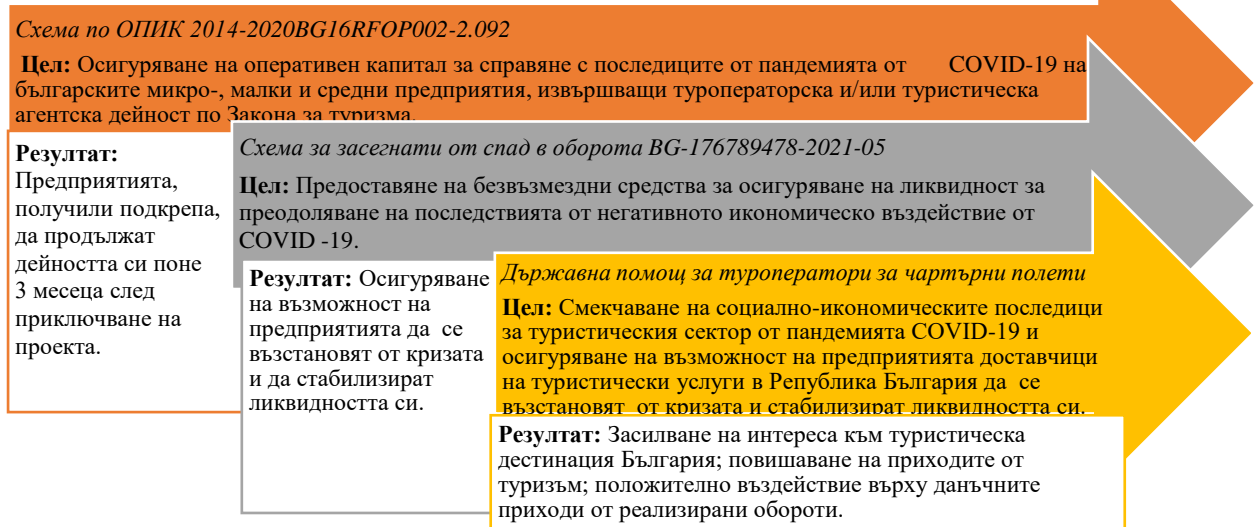 Схема по ОПИК 2014-2020BG16RFOP002-2.092
Цел: Осигуряване на оперативен капитал за справяне с последиците от пандемията от COVID-19 на
българските микро-, малки и средни предприятия, извършващи туроператорска и/или туристическа
агентска дейност по Закона за туризма.
Резултат:
Предприятията,
получили подкрепа,
да продължат
дейността си поне
3 месеца след
приключване на
проекта.
Схема за засегнати от спад в оборота BG-176789478-2021-05
Цел: Предоставяне на безвъзмездни средства за осигуряване на ликвидност за
преодоляване на последствията от негативното икономическо въздействие от
COVID -19.
Резултат: Осигуряване
на възможност на
предприятията да се
възстановят от кризата
и да стабилизират
ликвидността си.
Държавна помощ за туроператори за чартърни полети
Цел: Смекчаване на социално-икономическите последици
за туристическия сектор от пандемията COVID-19 и
осигуряване на възможност на предприятията доставчици
на туристически услуги в Република България да се
възстановят от кризата и стабилизират ликвидността си.
Резултат: Засилване на интереса към туристическа
дестинация България; повишаване на приходите от
туризъм; положително въздействие върху данъчните
приходи от реализирани обороти.